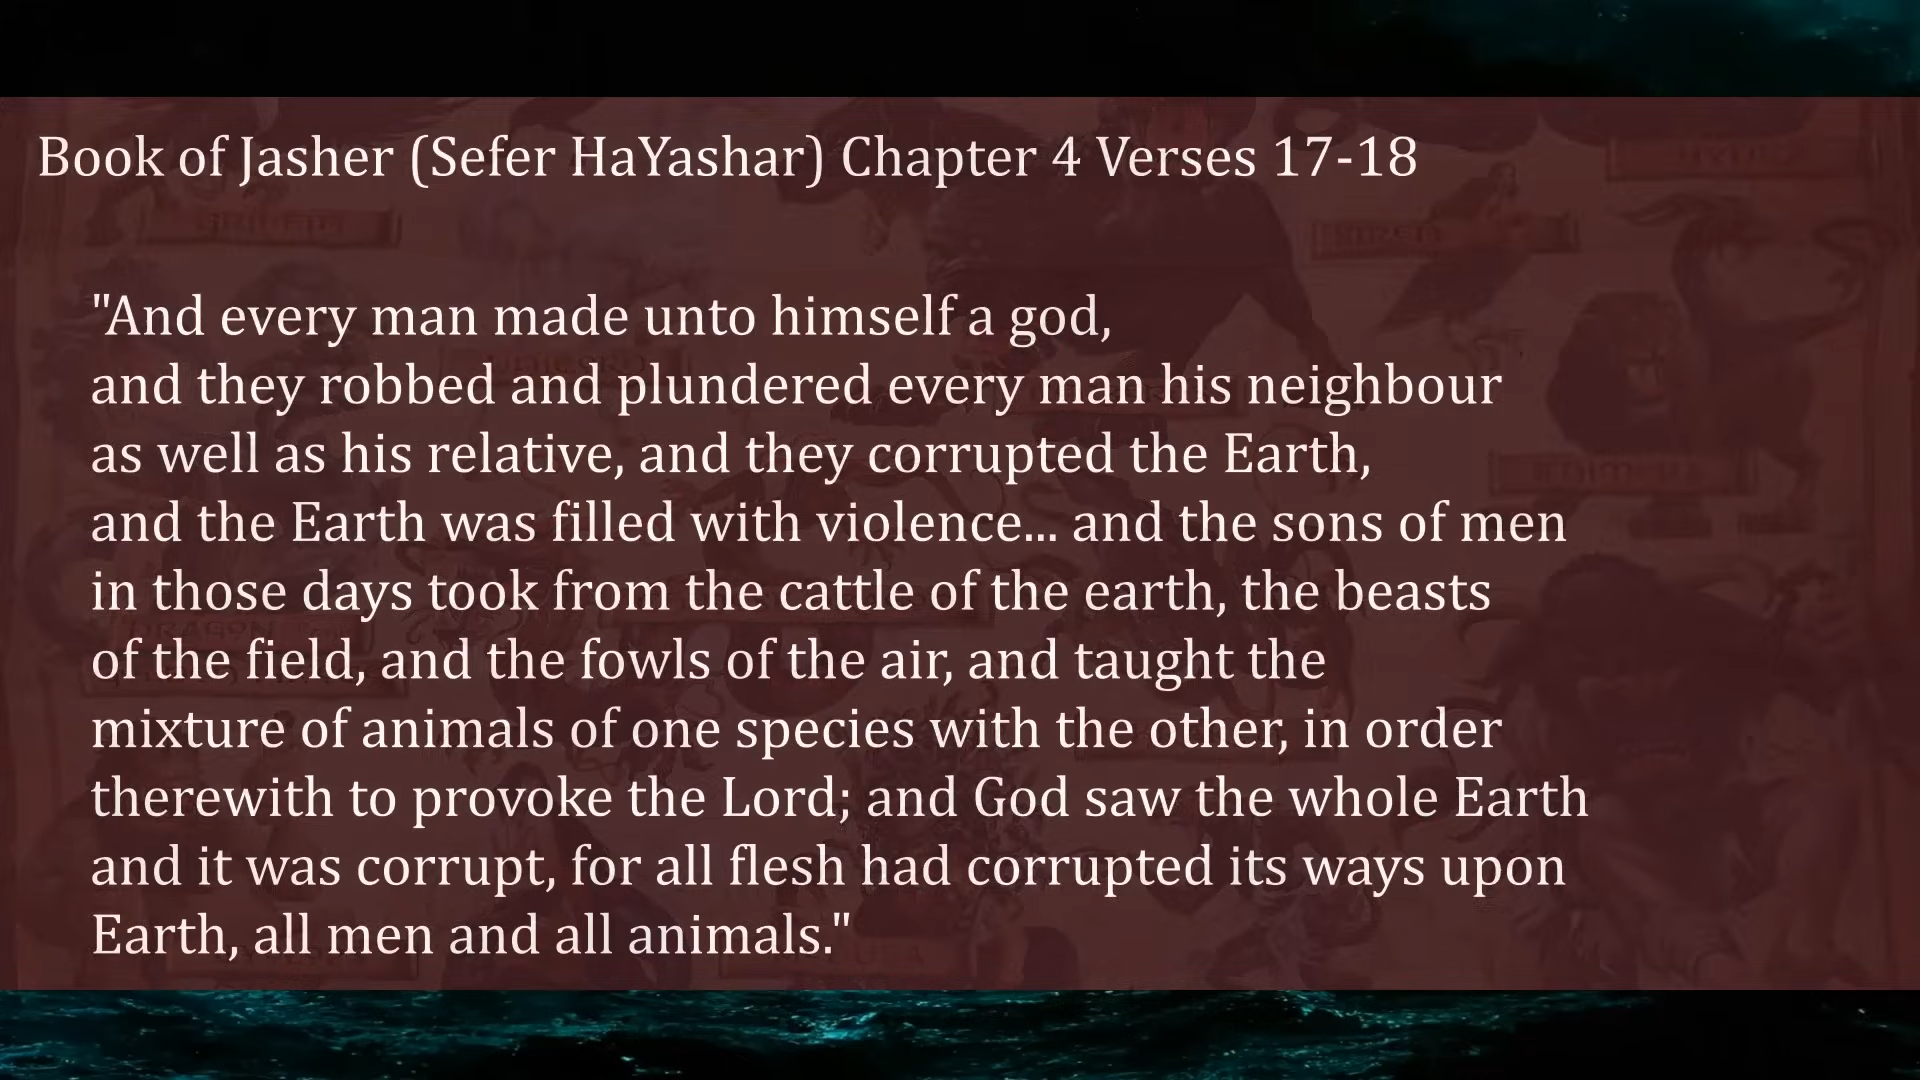 Book of Jasher (Sefer HaYashar) Chapter 4 Verses 17-18
"And every man made unto himself a god,
and they robbed and plundered every man his neighbour
as well as his relative, and they corrupted the Earth,
and the Earth was filled with violence... and the sons of men
in those days took from the cattle of the earth, the beasts
of the field, and the fowls of the air, and taught the
mixture of animals of one species with the other, in order
therewith to provoke the Lord; and God saw the whole Earth
and it was corrupt, for all flesh had corrupted its ways upon
Earth, all men and all animals."